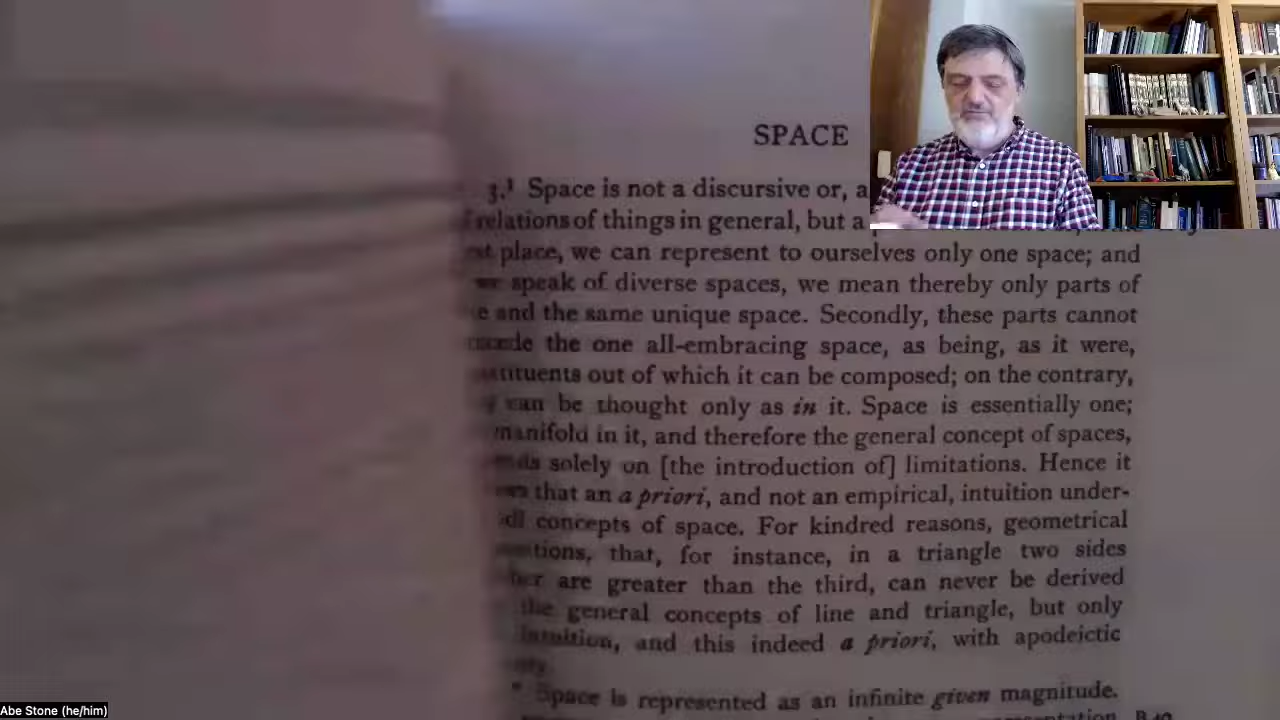 SPACE
3.¹ Space is not a discursive or, a
relations of things in general, but a
place, we can represent to ourselves only one space; and
we speak of diverse spaces, we mean thereby only parts of
and the same unique space. Secondly, these parts cannot
the one all-embracing space, as being, as it were,
out of which it can be composed; on the contrary,
can be thought only as in it. Space is essentially one;
manifold in it, and therefore the general concept of spaces,
solely on [the introduction of] limitations. Hence it
that an a priori, and not an empirical, intuition under-
concepts of space. For kindred reasons, geometrical
that, for instance, in a triangle two sides
are greater than the third, can never be derived
the general concepts of line and triangle, but only
intuition, and this indeed a priori, with apodeictic
Space is represented as an infinite given magnitude.
Abe Stone (he/him)